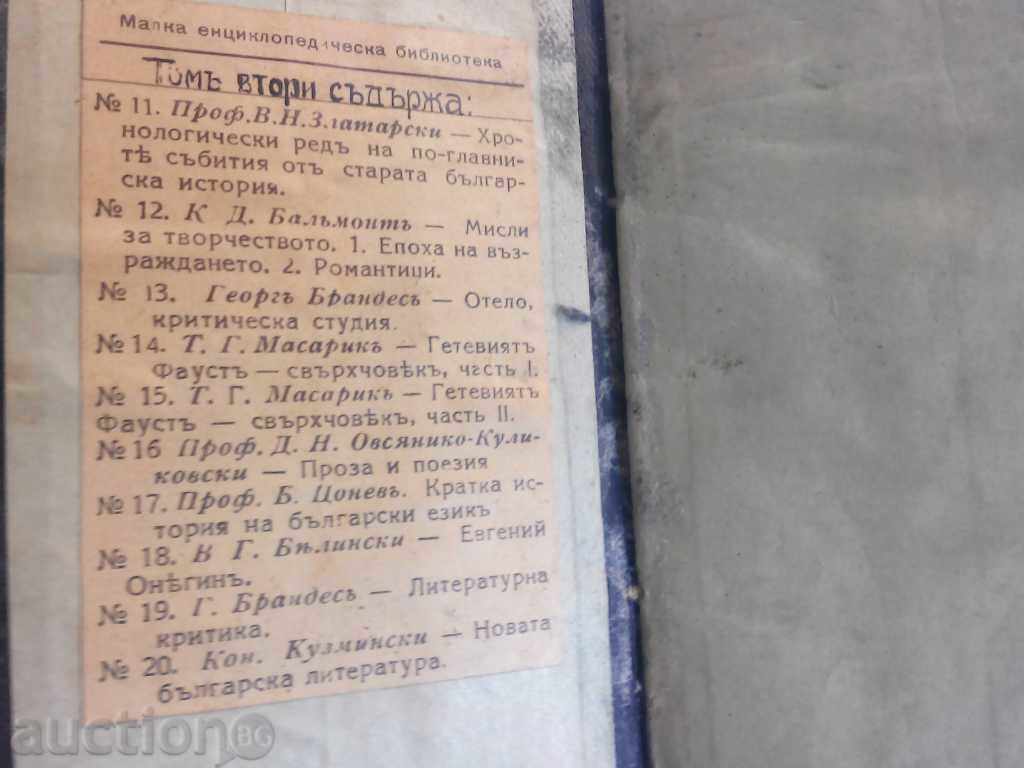 Малка енциклопедическа библиотека
Томъ втори съдържа:
№ 11. Проф. В. Н. Златарски — Хро-
нологически редъ на по-главни-
тѣ събития отъ старата българ-
ска история.
№ 12. К Д. Бальмонтъ — Мисли
за творчеството. 1. Епоха на въз-
раждането. 2. Романтици.
№ 13. Георгъ Брандесъ — Отело,
критическа студия.
№ 14. Т. Г. Масарикъ — Гетевиятъ
Фаустъ — свърхчовѣкъ, часть I.
№ 15. Т. Г. Масарикъ — Гетевиятъ
Фаустъ — свърхчовѣкъ, часть II.
№ 16 Проф. Д. Н. Овсянико-Кули-
ковски — Проза и поезия
№ 17. Проф. Б. Цоневъ. Кратка ис-
тория на български езикъ
№ 18. В Г. Бѣлински — Евгений
Онѣгинъ.
№ 19. Г. Брандесъ — Литературна
критика.
№ 20. Кон. Кузмински — Новата
българска литература.
auction BG